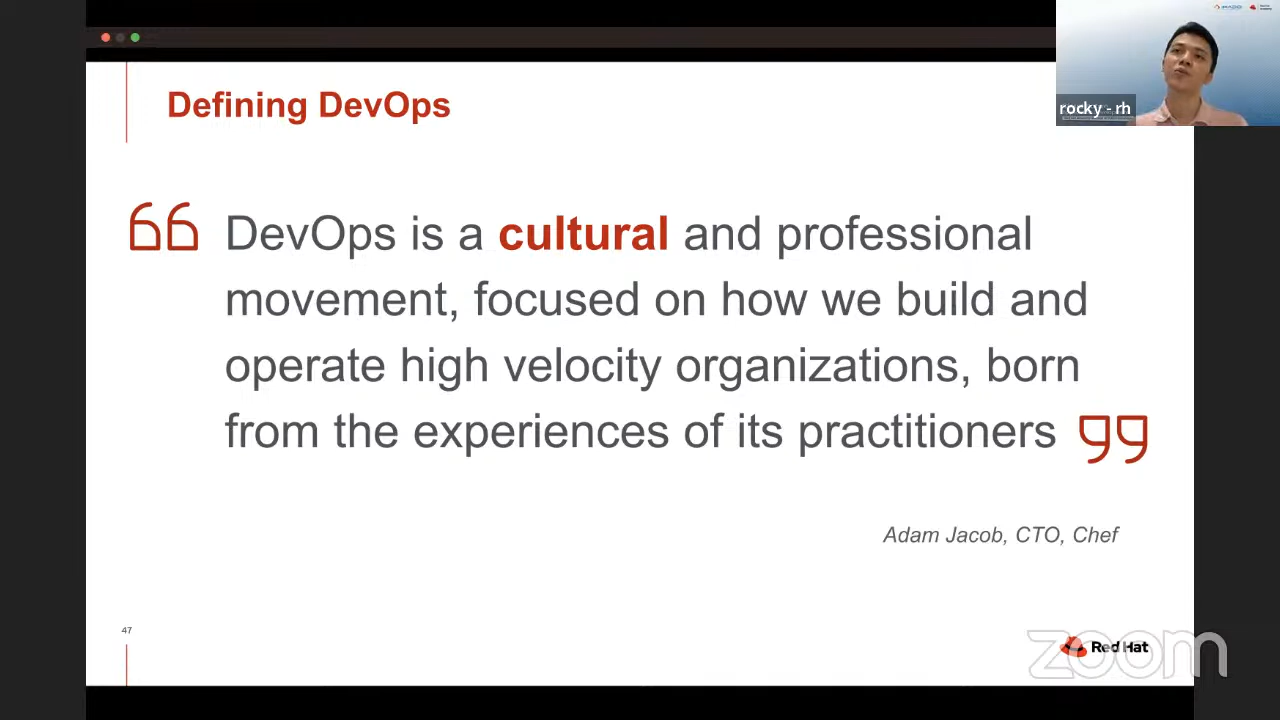 Defining DevOps
rocky - rh
DevOps is a cultural and professional
movement, focused on how we build and
operate high velocity organizations, born
from the experiences of its practitioners
Adam Jacob, CTO, Chef
47
Red Hat
zoom